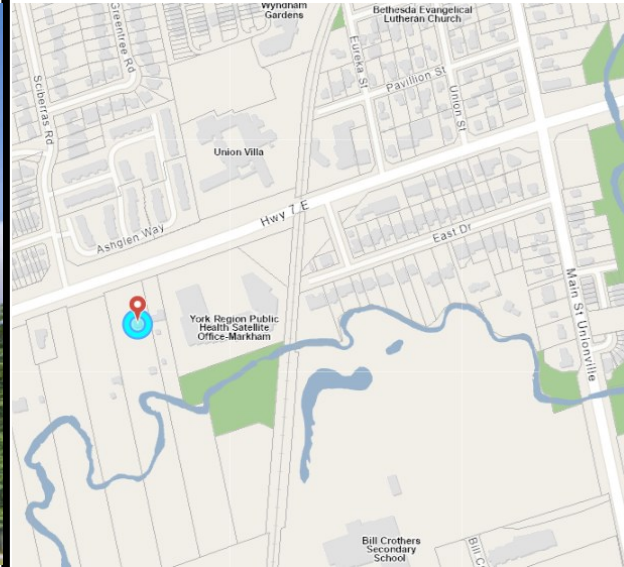 Wyndham
Gardens
Bethesda Evangelical
Lutheran Church
Greentree Rd
Sciberras Rd
Eureka St
Pavillion St
Union St
Union Villa
Hwy 7 E
Ashglen Way
East Dr
Main St Unionville
York Region Public
Health Satellite
Office-Markham
Bill Crothers
Secondary
School